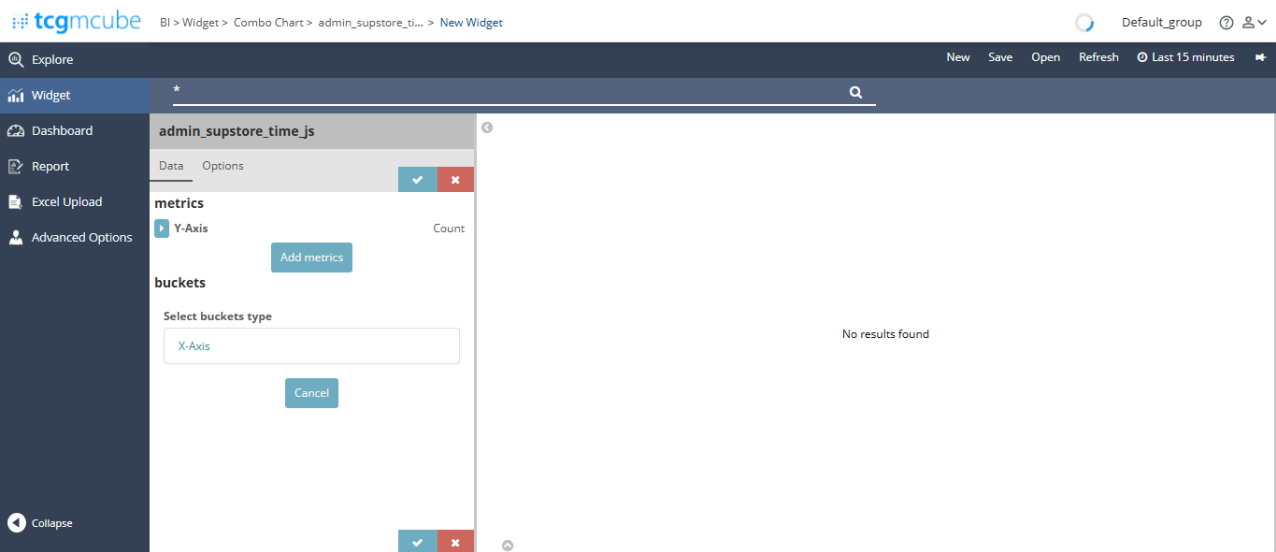 tcgmcube
BI > Widget > Combo Chart > admin_supstore_ti... > New Widget
Default_group
Explore
New Save Open Refresh Last 15 minutes
Widget
*
Dashboard
admin_supstore_time_js
Report
Data Options
Excel Upload
metrics
Y-Axis Count
Advanced Options
Add metrics
buckets
Select buckets type
X-Axis
No results found
Cancel
Collapse